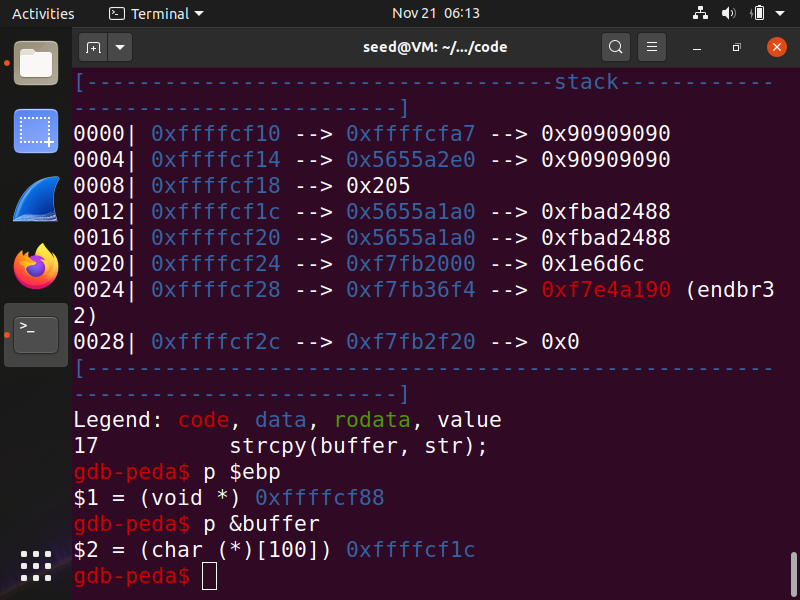 Activities Terminal Nov 21 06:13
seed@VM: ~/.../code
[-------------------------------------stack------------
-------------------------]
0000| 0xffffcf10 --> 0xffffcfa7 --> 0x90909090
0004| 0xffffcf14 --> 0x5655a2e0 --> 0x90909090
0008| 0xffffcf18 --> 0x205
0012| 0xffffcf1c --> 0x5655a1a0 --> 0xfbad2488
0016| 0xffffcf20 --> 0x5655a1a0 --> 0xfbad2488
0020| 0xffffcf24 --> 0xf7fb2000 --> 0x1e6d6c
0024| 0xffffcf28 --> 0xf7fb36f4 --> 0xf7e4a190 (endbr3
2)
0028| 0xffffcf2c --> 0xf7fb2f20 --> 0x0
[------------------------------------------------------
-------------------------]
Legend: code, data, rodata, value
17          strcpy(buffer, str);
gdb-peda$ p $ebp
$1 = (void *) 0xffffcf88
gdb-peda$ p &buffer
$2 = (char (*)[100]) 0xffffcf1c
gdb-peda$